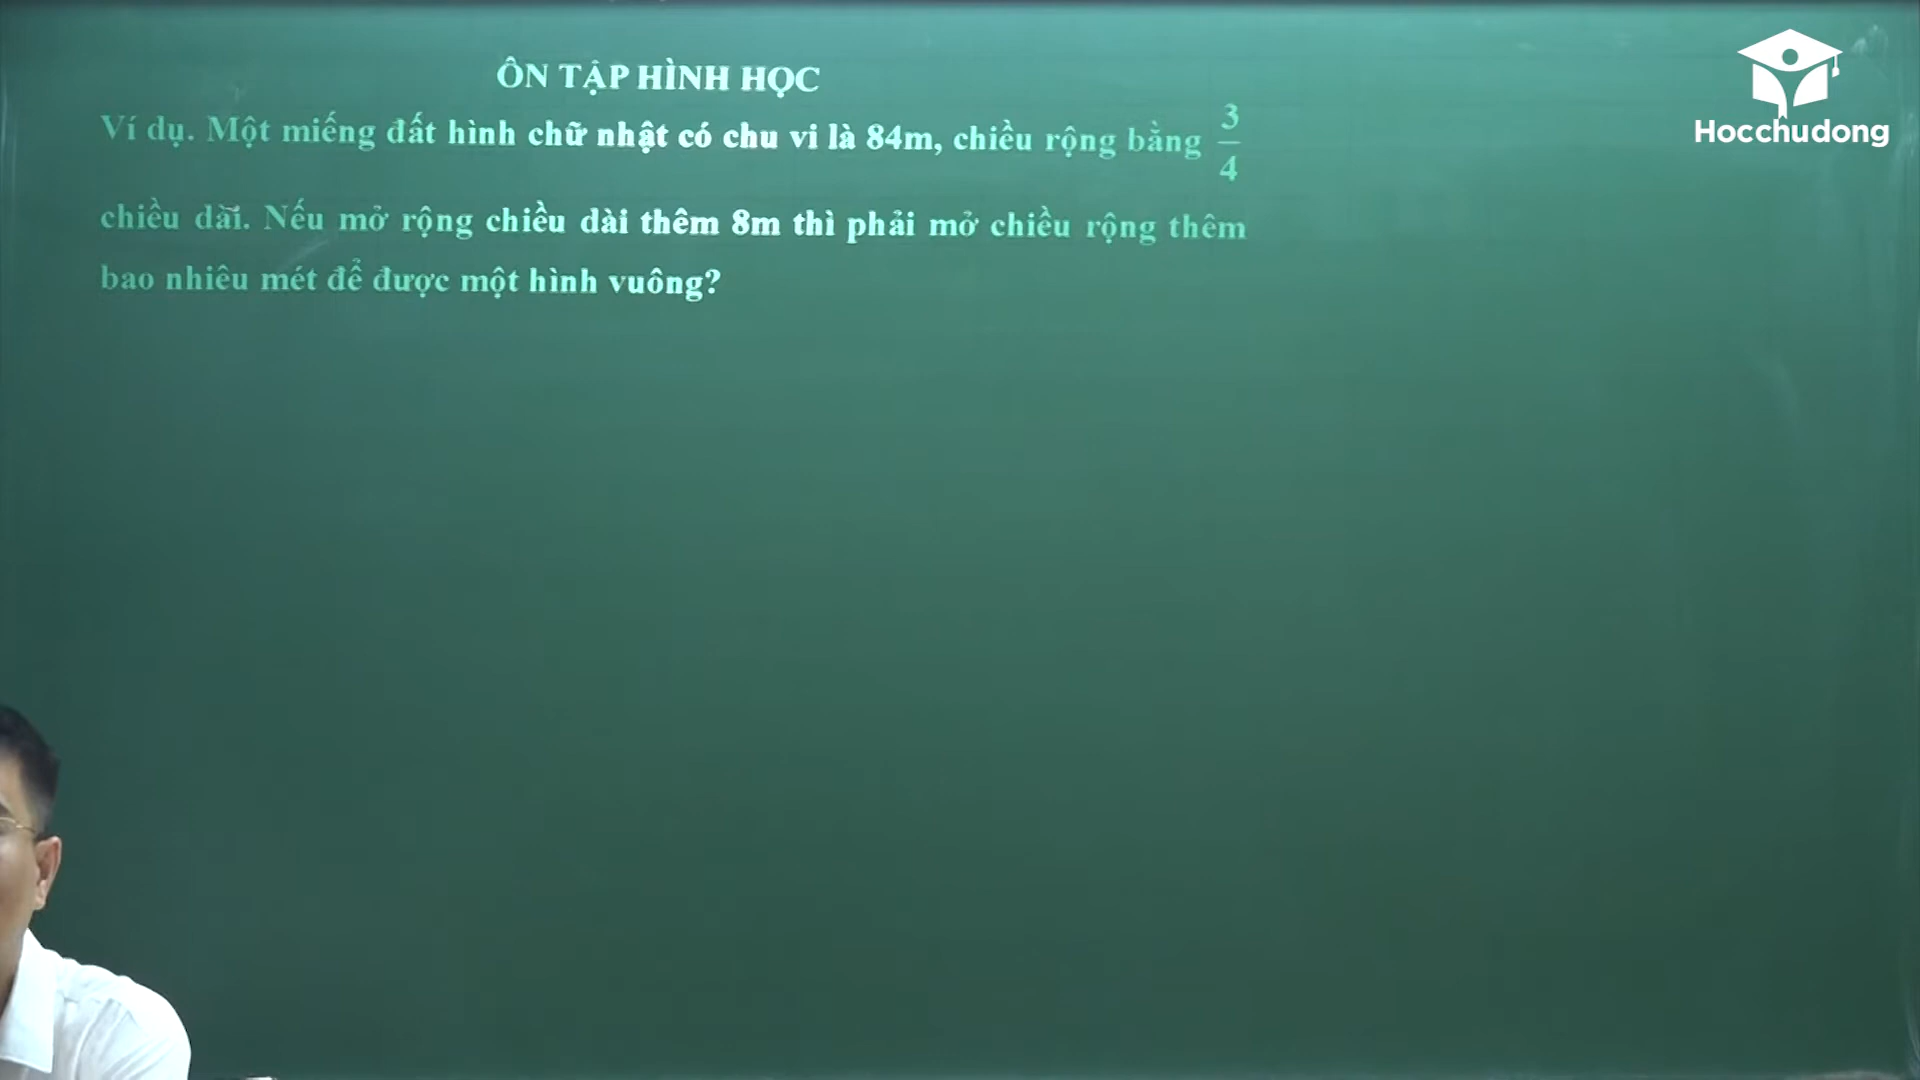 ÔN TẬP HÌNH HỌC
Hocchudong
Ví dụ. Một miếng đất hình chữ nhật có chu vi là 84m, chiều rộng bằng 3/4
chiều dài. Nếu mở rộng chiều dài thêm 8m thì phải mở chiều rộng thêm
bao nhiêu mét để được một hình vuông?